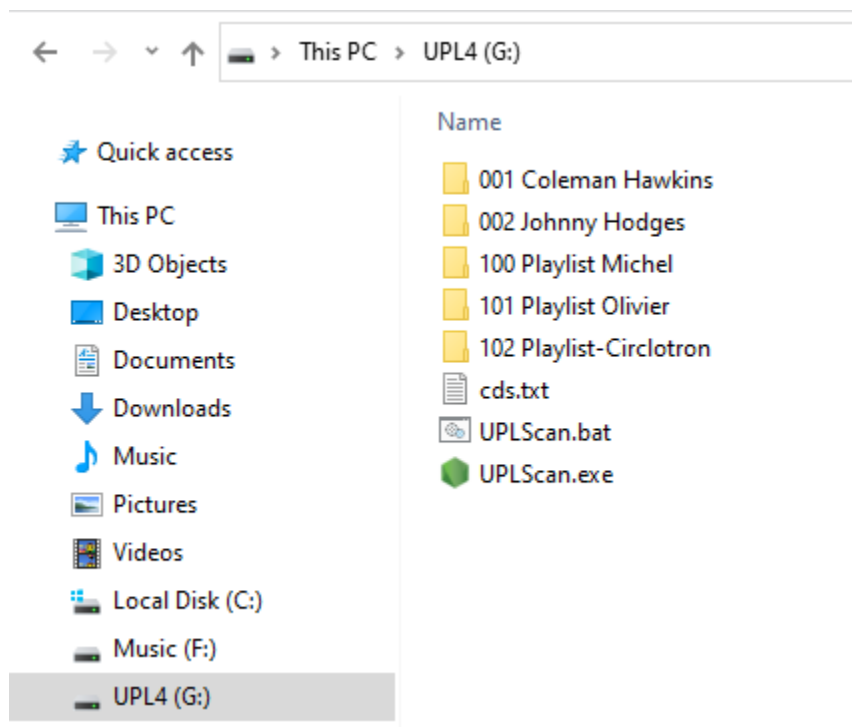 This PC > UPL4 (G:)
Quick access
This PC
3D Objects
Desktop
Documents
Downloads
Music
Pictures
Videos
Local Disk (C:)
Music (F:)
UPL4 (G:)
Name
001 Coleman Hawkins
002 Johnny Hodges
100 Playlist Michel
101 Playlist Olivier
102 Playlist-Circlotron
cds.txt
UPLScan.bat
UPLScan.exe